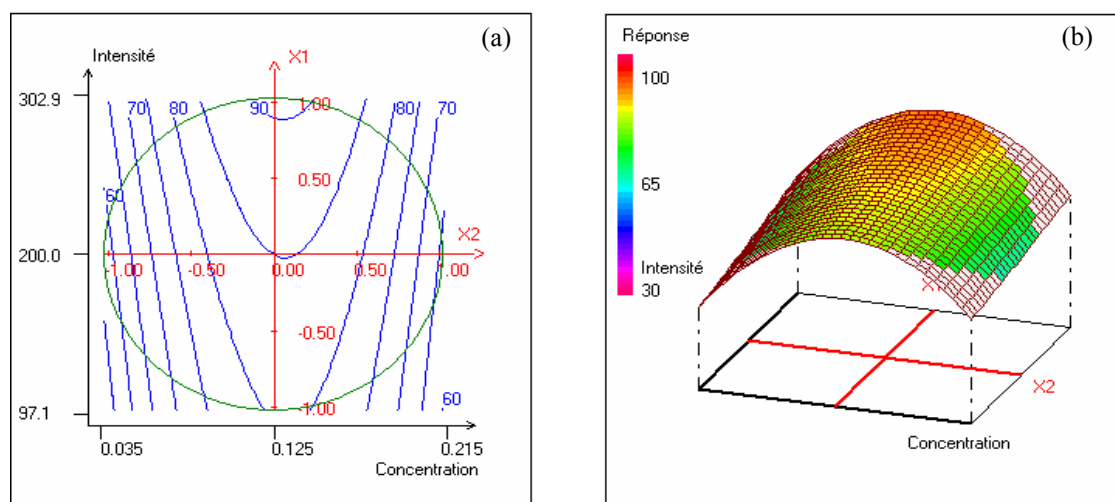 (a)
Intensité
X1
302.9
70
80
90
1.00
80
70
0.50
60
X2
200.0
-1.00
-0.50
0.00
0.50
1.00
-0.50
-1.00
60
97.1
0.035
0.125
0.215
Concentration
(b)
Réponse
100
65
Intensité
30
X1
X2
Concentration